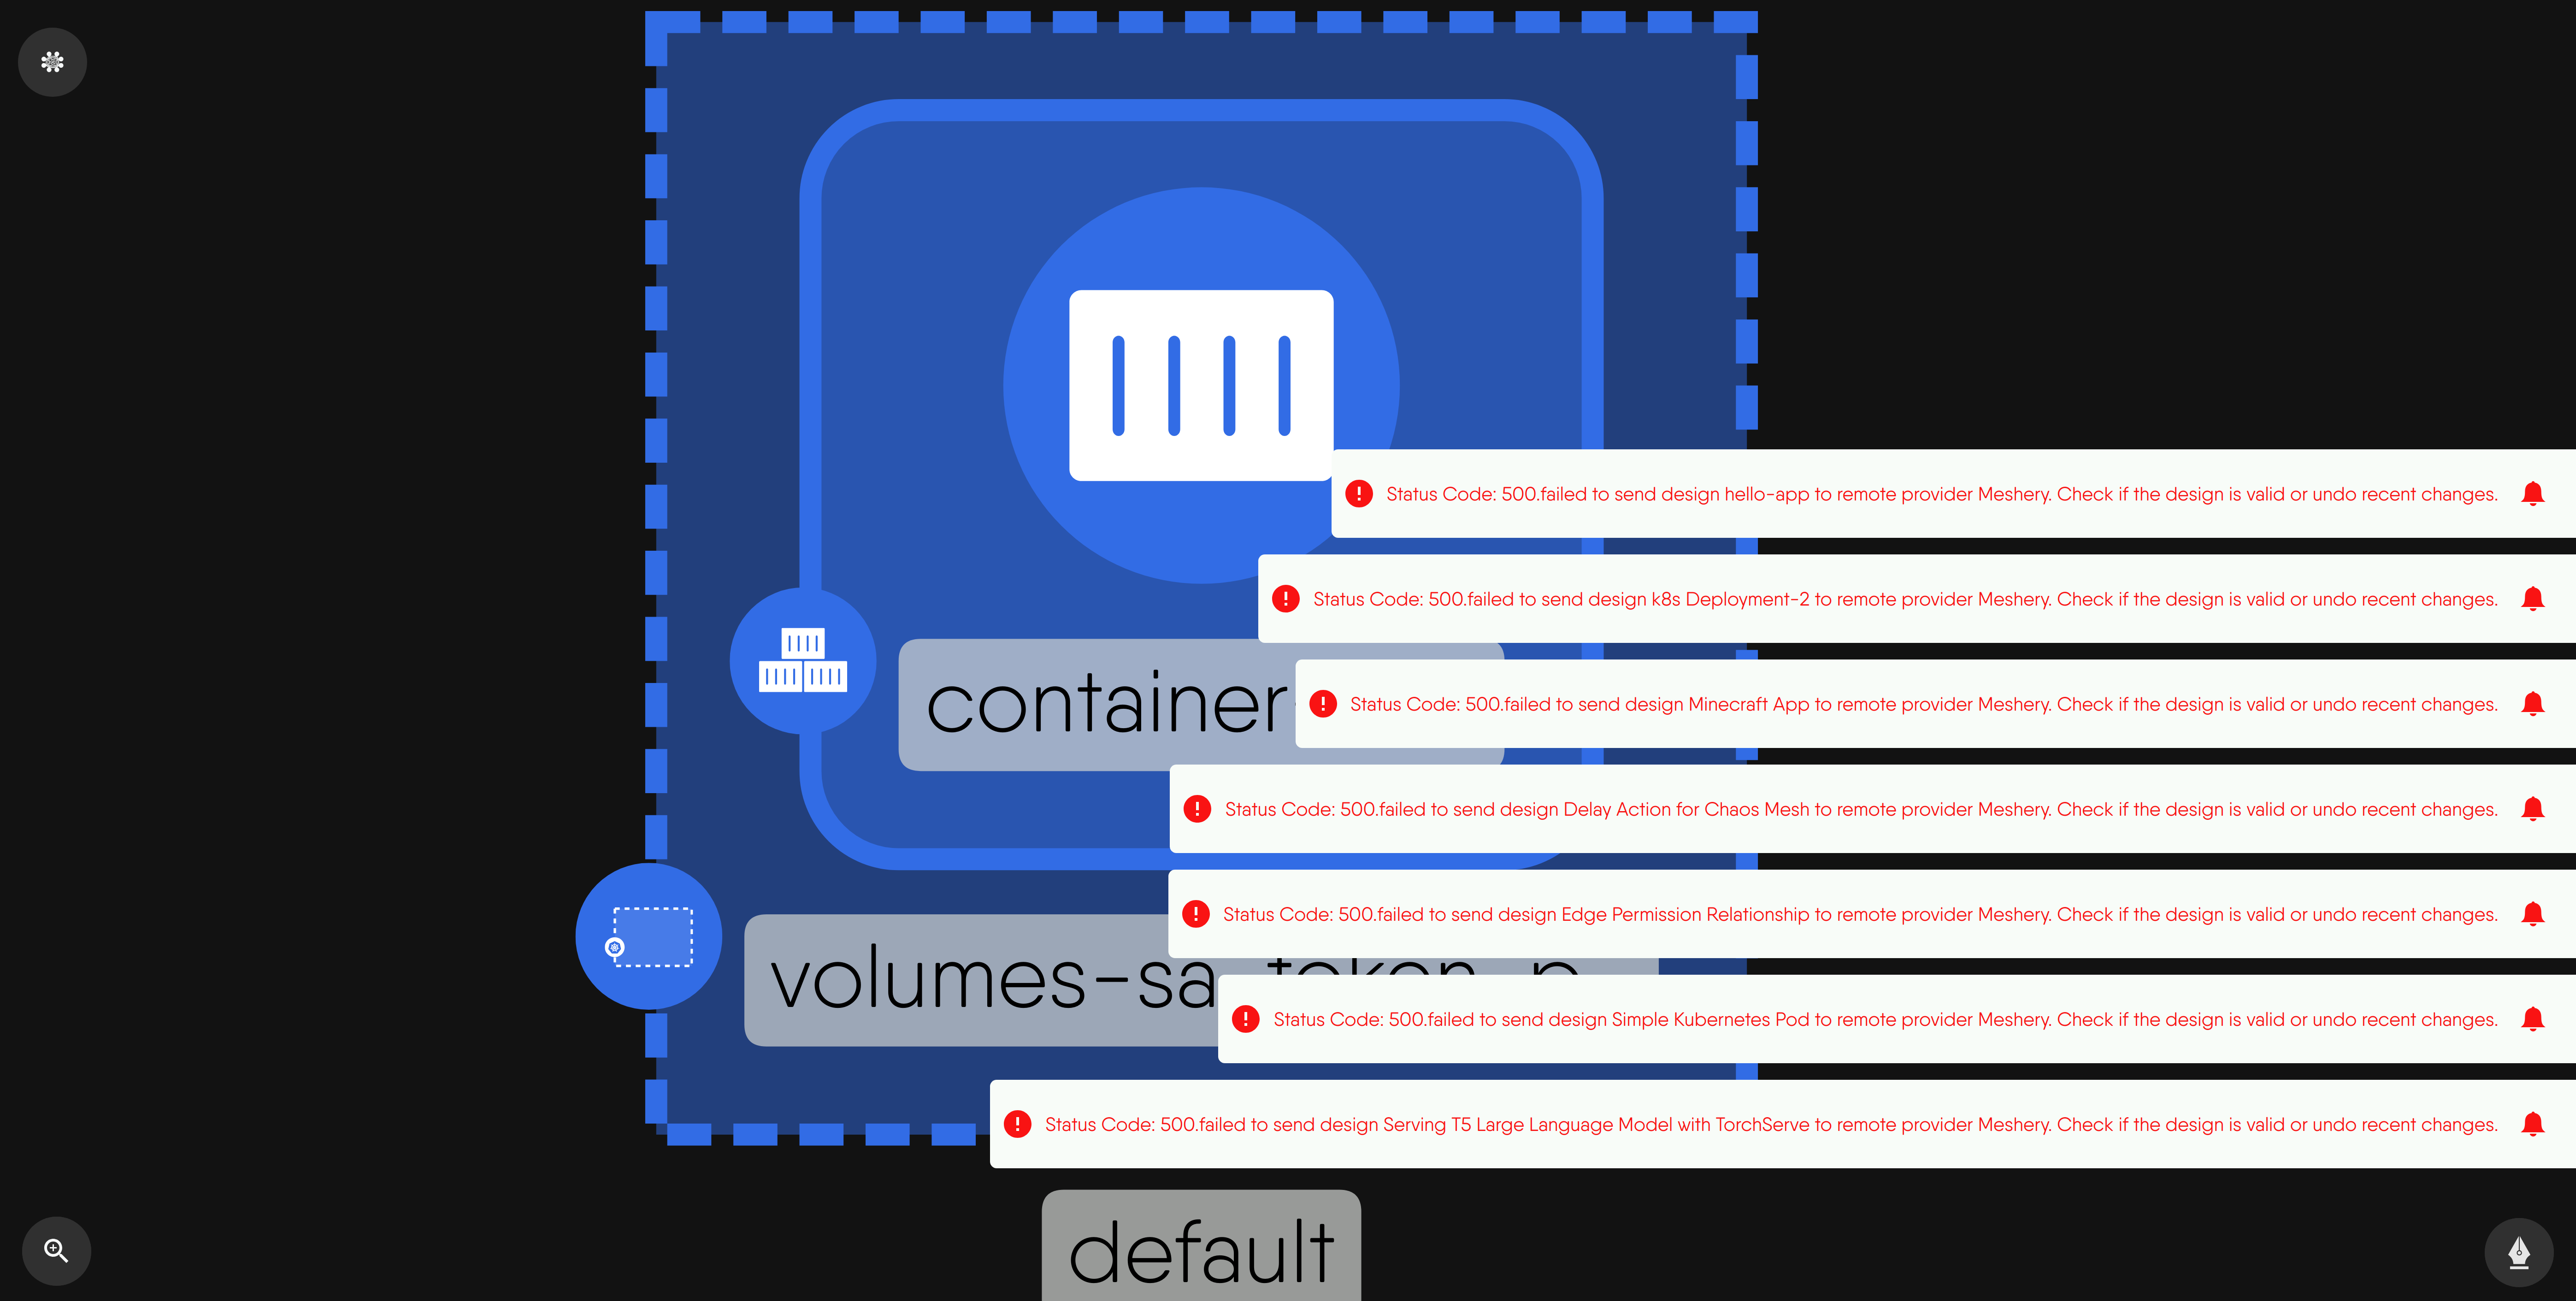 Status Code: 500.failed to send design hello-app to remote provider Meshery. Check if the design is valid or undo recent changes.
Status Code: 500.failed to send design k8s Deployment-2 to remote provider Meshery. Check if the design is valid or undo recent changes.
container
Status Code: 500.failed to send design Minecraft App to remote provider Meshery. Check if the design is valid or undo recent changes.
Status Code: 500.failed to send design Delay Action for Chaos Mesh to remote provider Meshery. Check if the design is valid or undo recent changes.
Status Code: 500.failed to send design Edge Permission Relationship to remote provider Meshery. Check if the design is valid or undo recent changes.
volumes-sa-token-p
Status Code: 500.failed to send design Simple Kubernetes Pod to remote provider Meshery. Check if the design is valid or undo recent changes.
Status Code: 500.failed to send design Serving T5 Large Language Model with TorchServe to remote provider Meshery. Check if the design is valid or undo recent changes.
default